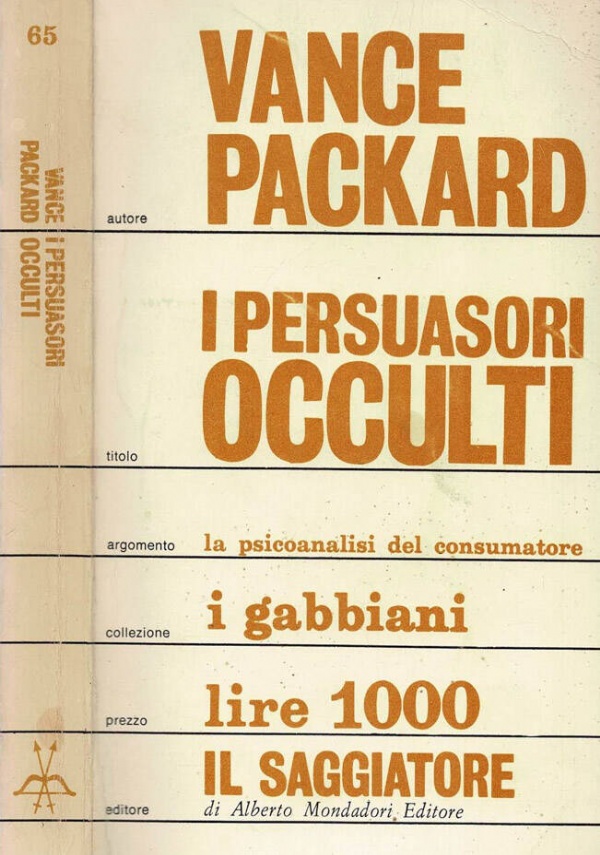 65
VANCE
PACKARD
I PERSUASORI
OCCULTI
autore
VANCE
PACKARD
titolo
I PERSUASORI
OCCULTI
argomento
la psicoanalisi del consumatore
collezione
i gabbiani
prezzo
lire 1000
editore
IL SAGGIATORE
di Alberto Mondadori Editore